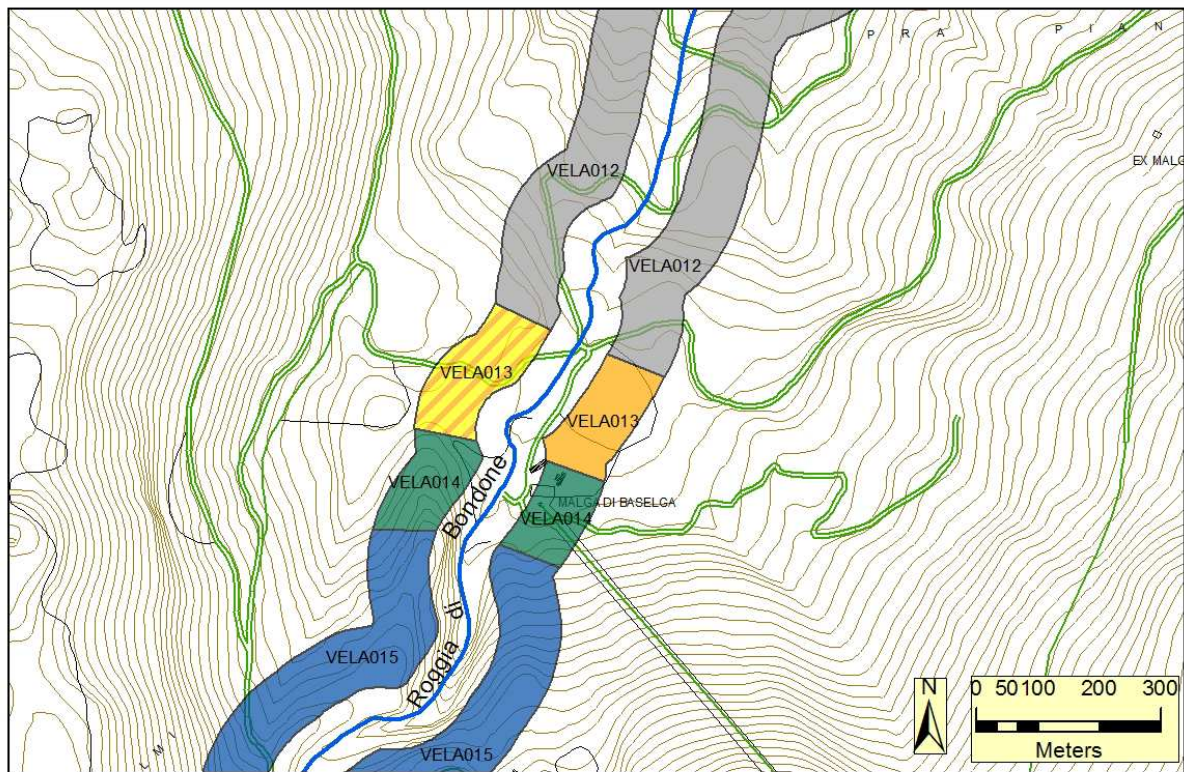 P R A
P I A N
EX MALG
VELA012
VELA012
VELA013
VELA013
VELA014
MALGA DI BASELGA
VELA014
Roggia di Bondone
VELA015
VELA015
N
0 50 100 200 300
Meters